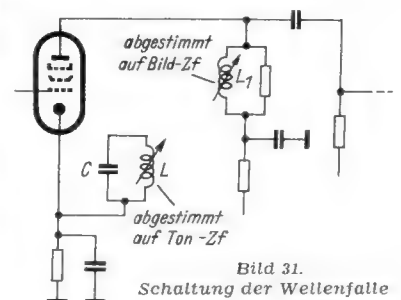 abgestimmt
auf Bild-Zf
L1
C
L
abgestimmt
auf Ton-Zf
Bild 31.
Schaltung der Wellenfalle